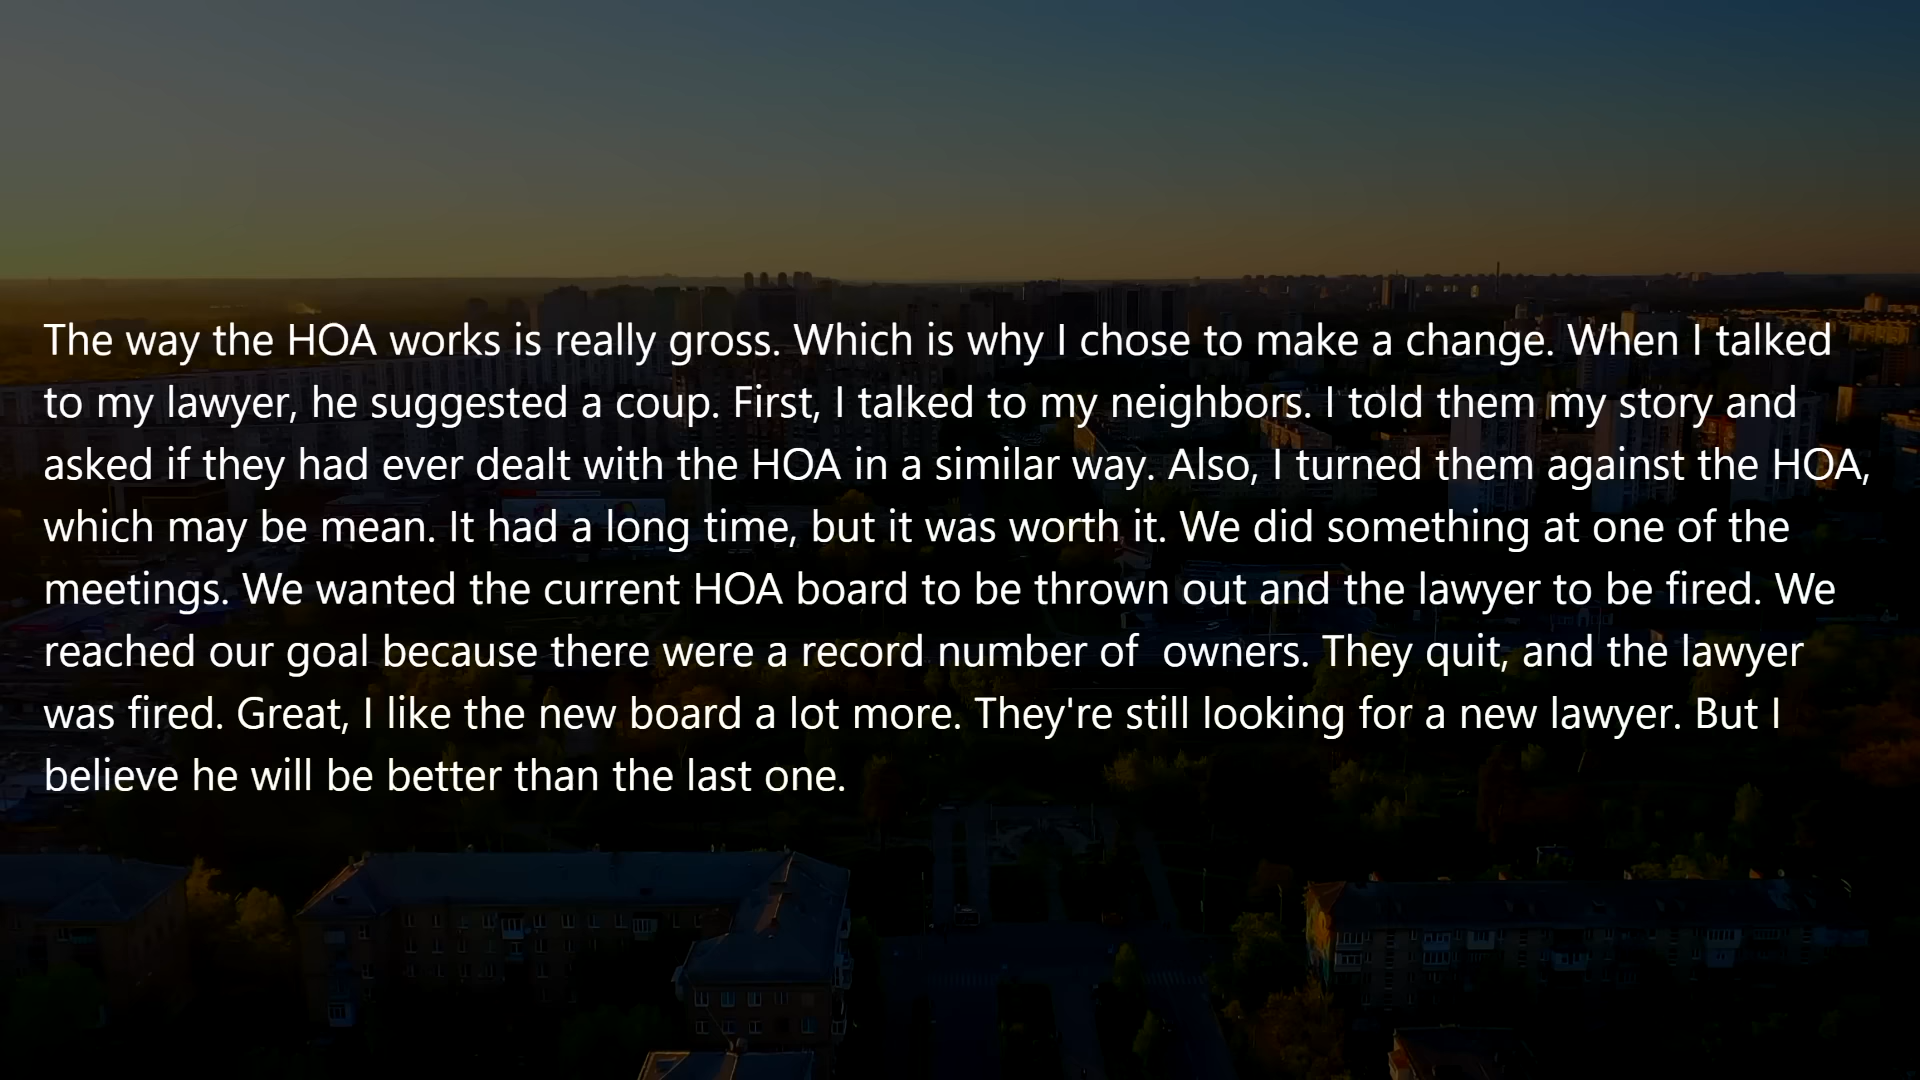 The way the HOA works is really gross. Which is why I chose to make a change. When I talked
to my lawyer, he suggested a coup. First, I talked to my neighbors. I told them my story and
asked if they had ever dealt with the HOA in a similar way. Also, I turned them against the HOA,
which may be mean. It had a long time, but it was worth it. We did something at one of the
meetings. We wanted the current HOA board to be thrown out and the lawyer to be fired. We
reached our goal because there were a record number of  owners. They quit, and the lawyer
was fired. Great, I like the new board a lot more. They're still looking for a new lawyer. But I
believe he will be better than the last one.